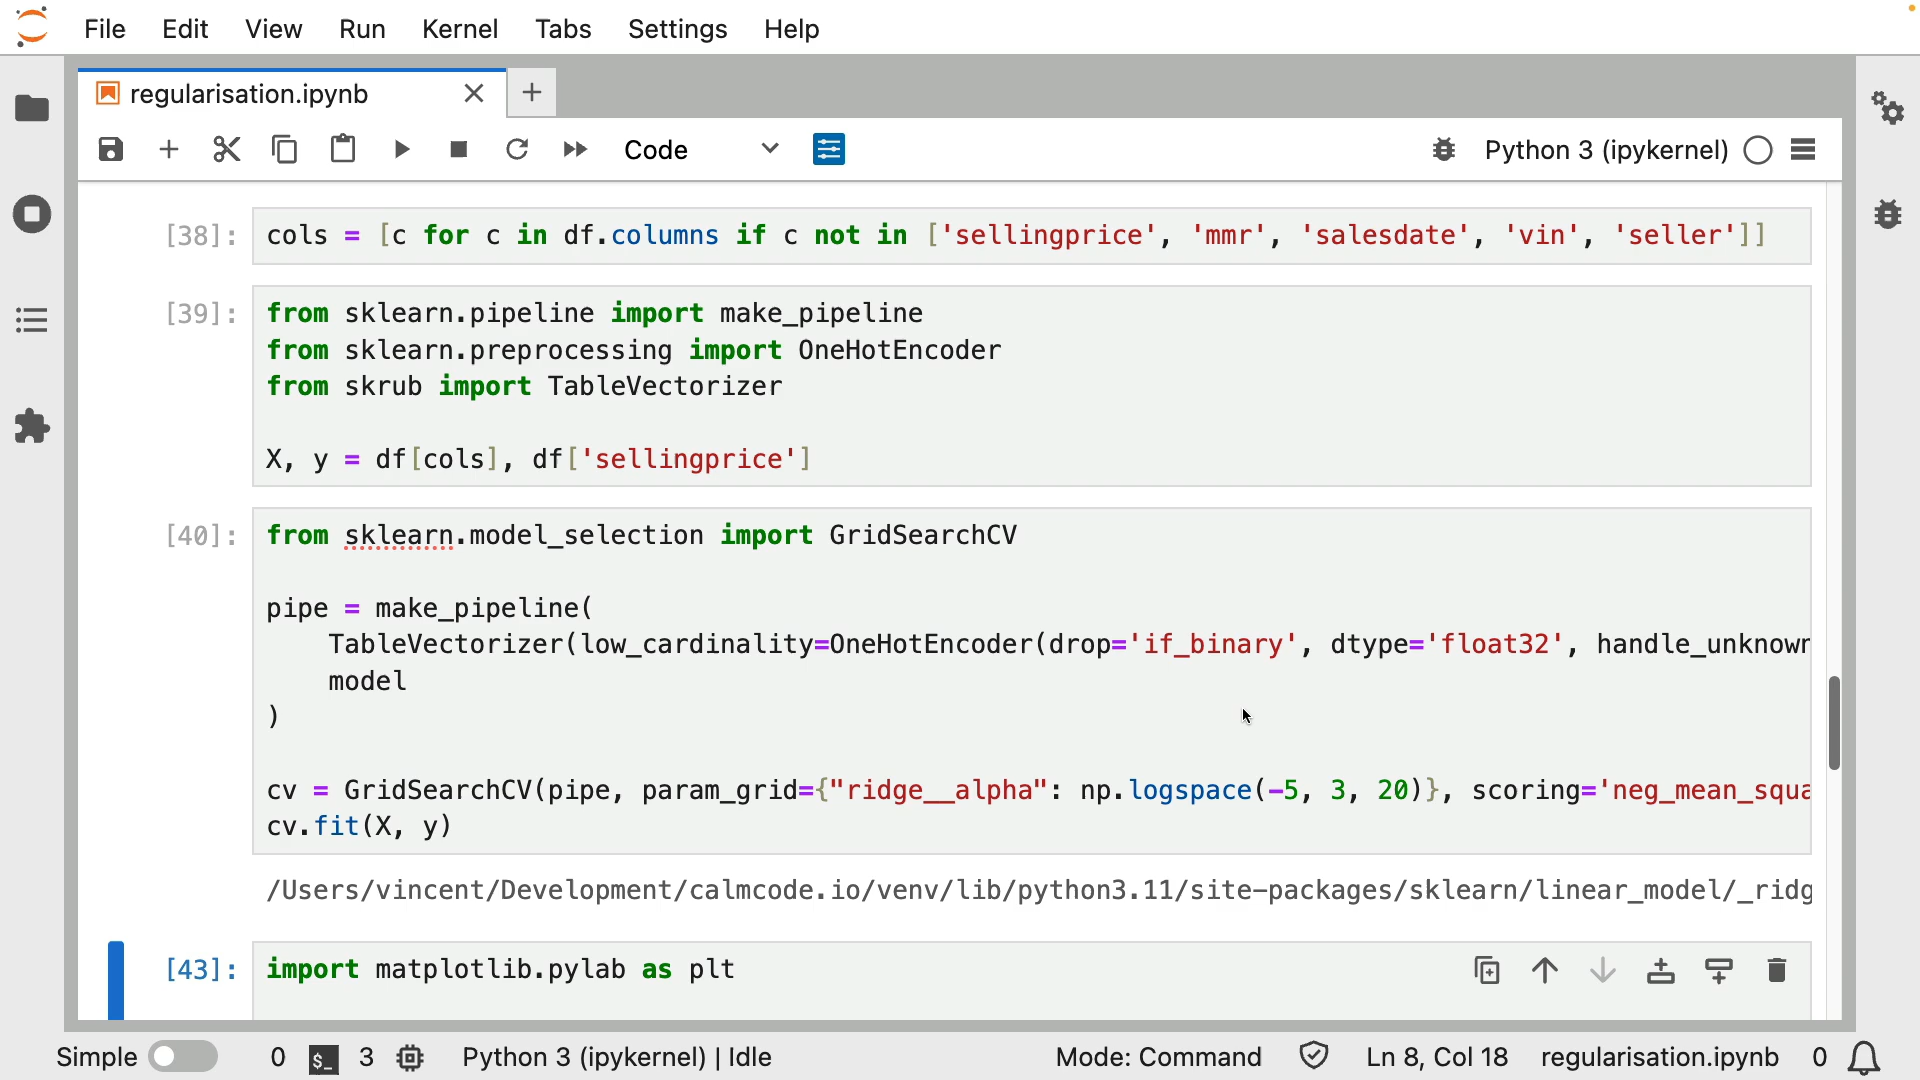 File Edit View Run Kernel Tabs Settings Help
regularisation.ipynb
Code
Python 3 (ipykernel)
[38]: cols = [c for c in df.columns if c not in ['sellingprice', 'mmr', 'salesdate', 'vin', 'seller']]
[39]: from sklearn.pipeline import make_pipeline
from sklearn.preprocessing import OneHotEncoder
from skrub import TableVectorizer
X, y = df[cols], df['sellingprice']
[40]: from sklearn.model_selection import GridSearchCV
pipe = make_pipeline(
    TableVectorizer(low_cardinality=OneHotEncoder(drop='if_binary', dtype='float32', handle_unknown
    model
)
cv = GridSearchCV(pipe, param_grid={"ridge__alpha": np.logspace(-5, 3, 20)}, scoring='neg_mean_squa
cv.fit(X, y)
/Users/vincent/Development/calmcode.io/venv/lib/python3.11/site-packages/sklearn/linear_model/_ridg
[43]: import matplotlib.pylab as plt
Simple 0 $_ 3 Python 3 (ipykernel) | Idle Mode: Command Ln 8, Col 18 regularisation.ipynb 0